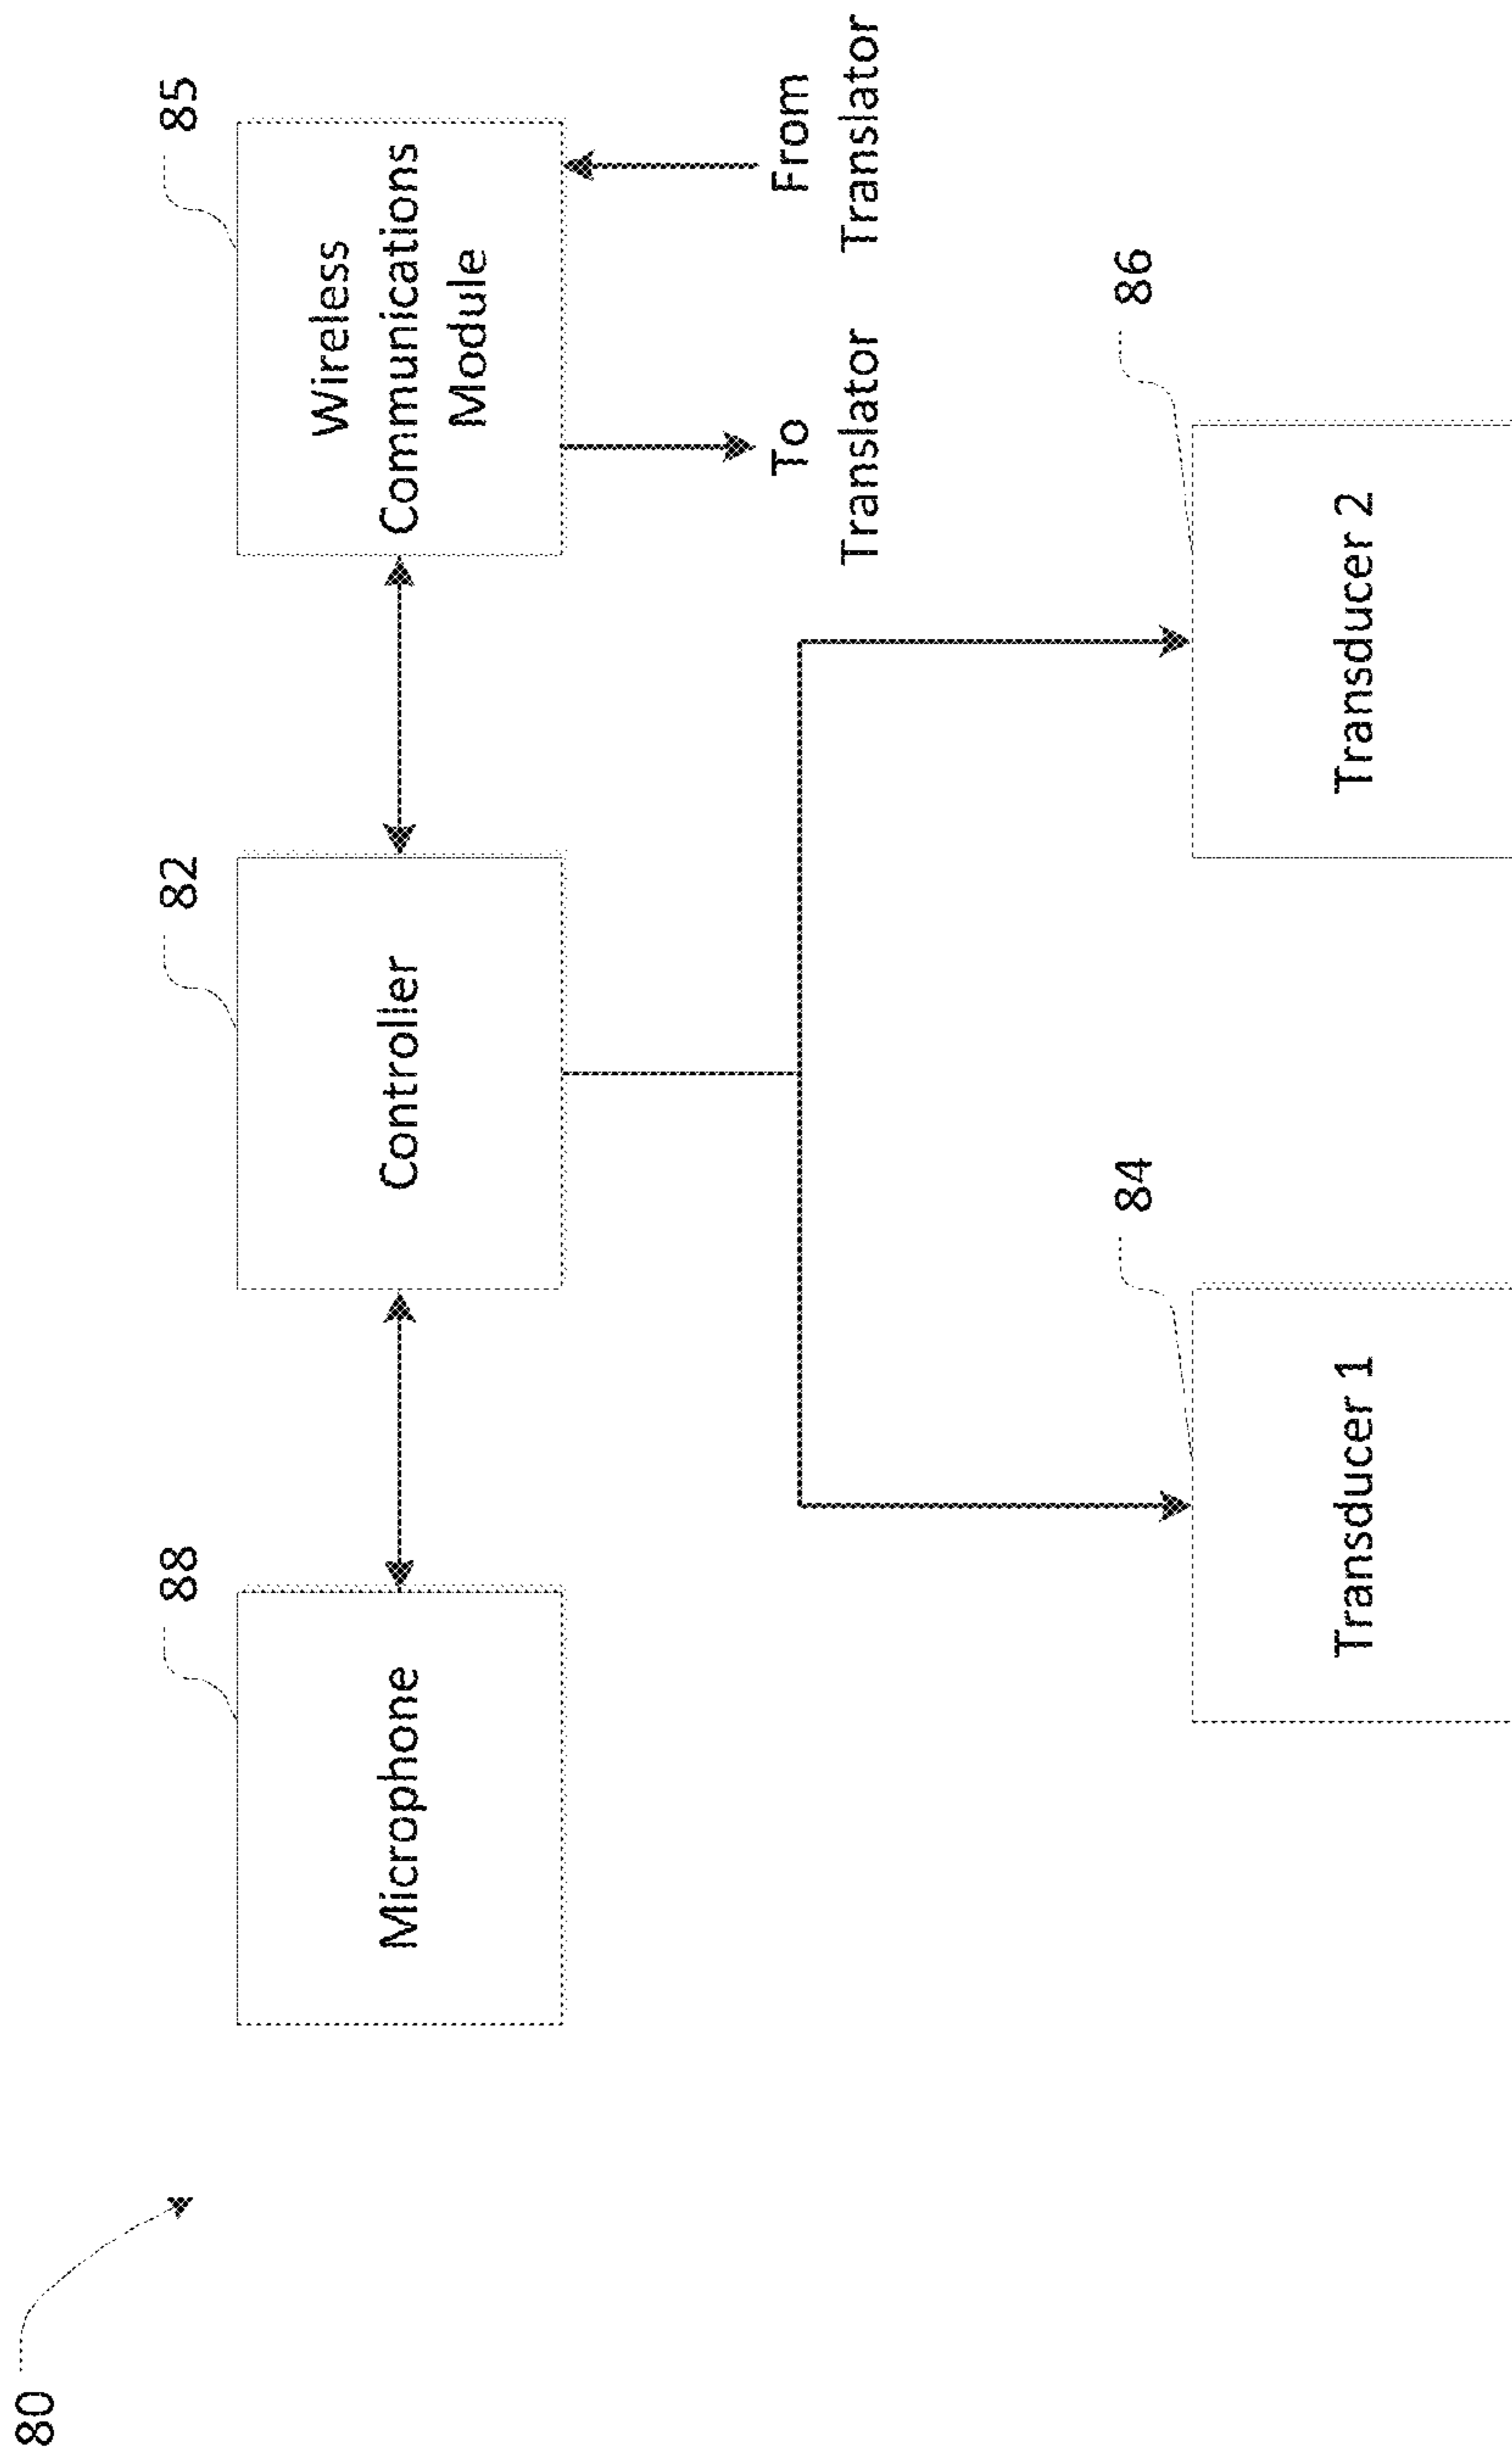 80
88
82
85
Microphone
Controller
Wireless
Communications
Module
To
Translator
From
Translator
84
86
Transducer 1
Transducer 2